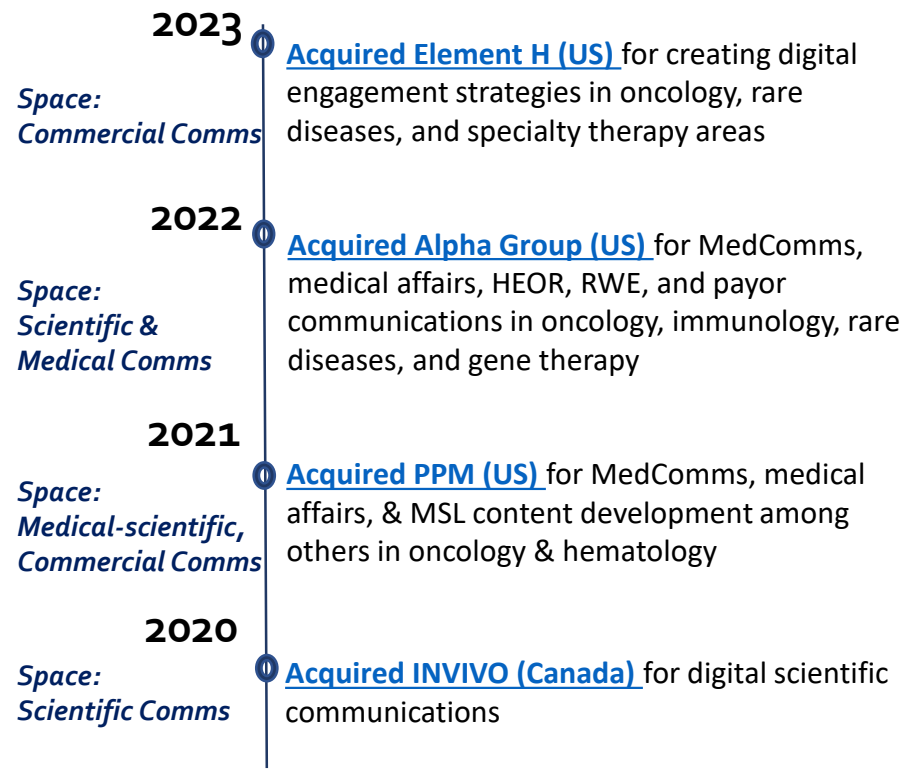 2023
Acquired Element H (US) for creating digital
engagement strategies in oncology, rare
diseases, and specialty therapy areas
Space:
Commercial Comms
2022
Acquired Alpha Group (US) for MedComms,
medical affairs, HEOR, RWE, and payor
communications in oncology, immunology, rare
diseases, and gene therapy
Space:
Scientific &
Medical Comms
2021
Acquired PPM (US) for MedComms, medical
affairs, & MSL content development among
others in oncology & hematology
Space:
Medical-scientific,
Commercial Comms
2020
Acquired INVIVO (Canada) for digital scientific
communications
Space:
Scientific Comms